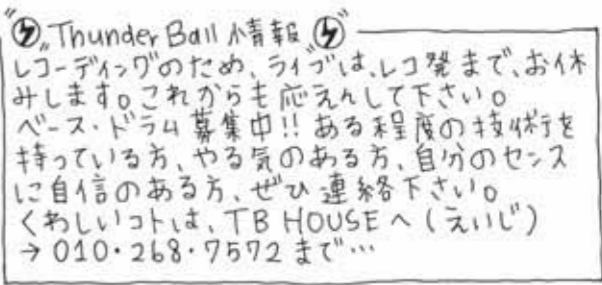 Thunder Ball 情報
レコーディングのため、ライブは、レコ発まで、お休
みします。これからも応えんして下さい。
ベース・ドラム募集中!! ある程度の技術を
持っている方、やる気のある方、自分のセンス
に自信のある方、ぜひ連絡下さい。
くわしいコトは、TB HOUSEへ(えいじ)
→010・268・7572まで…